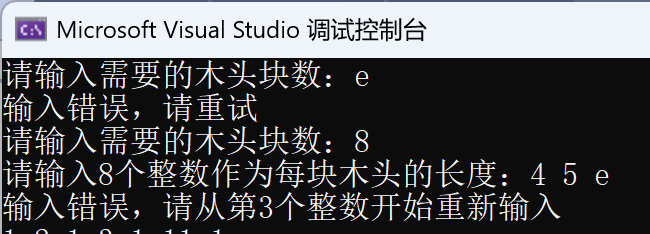 Microsoft Visual Studio 调试控制台
请输入需要的木头块数：e
输入错误，请重试
请输入需要的木头块数：8
请输入8个整数作为每块木头的长度：4 5 e
输入错误，请从第3个整数开始重新输入